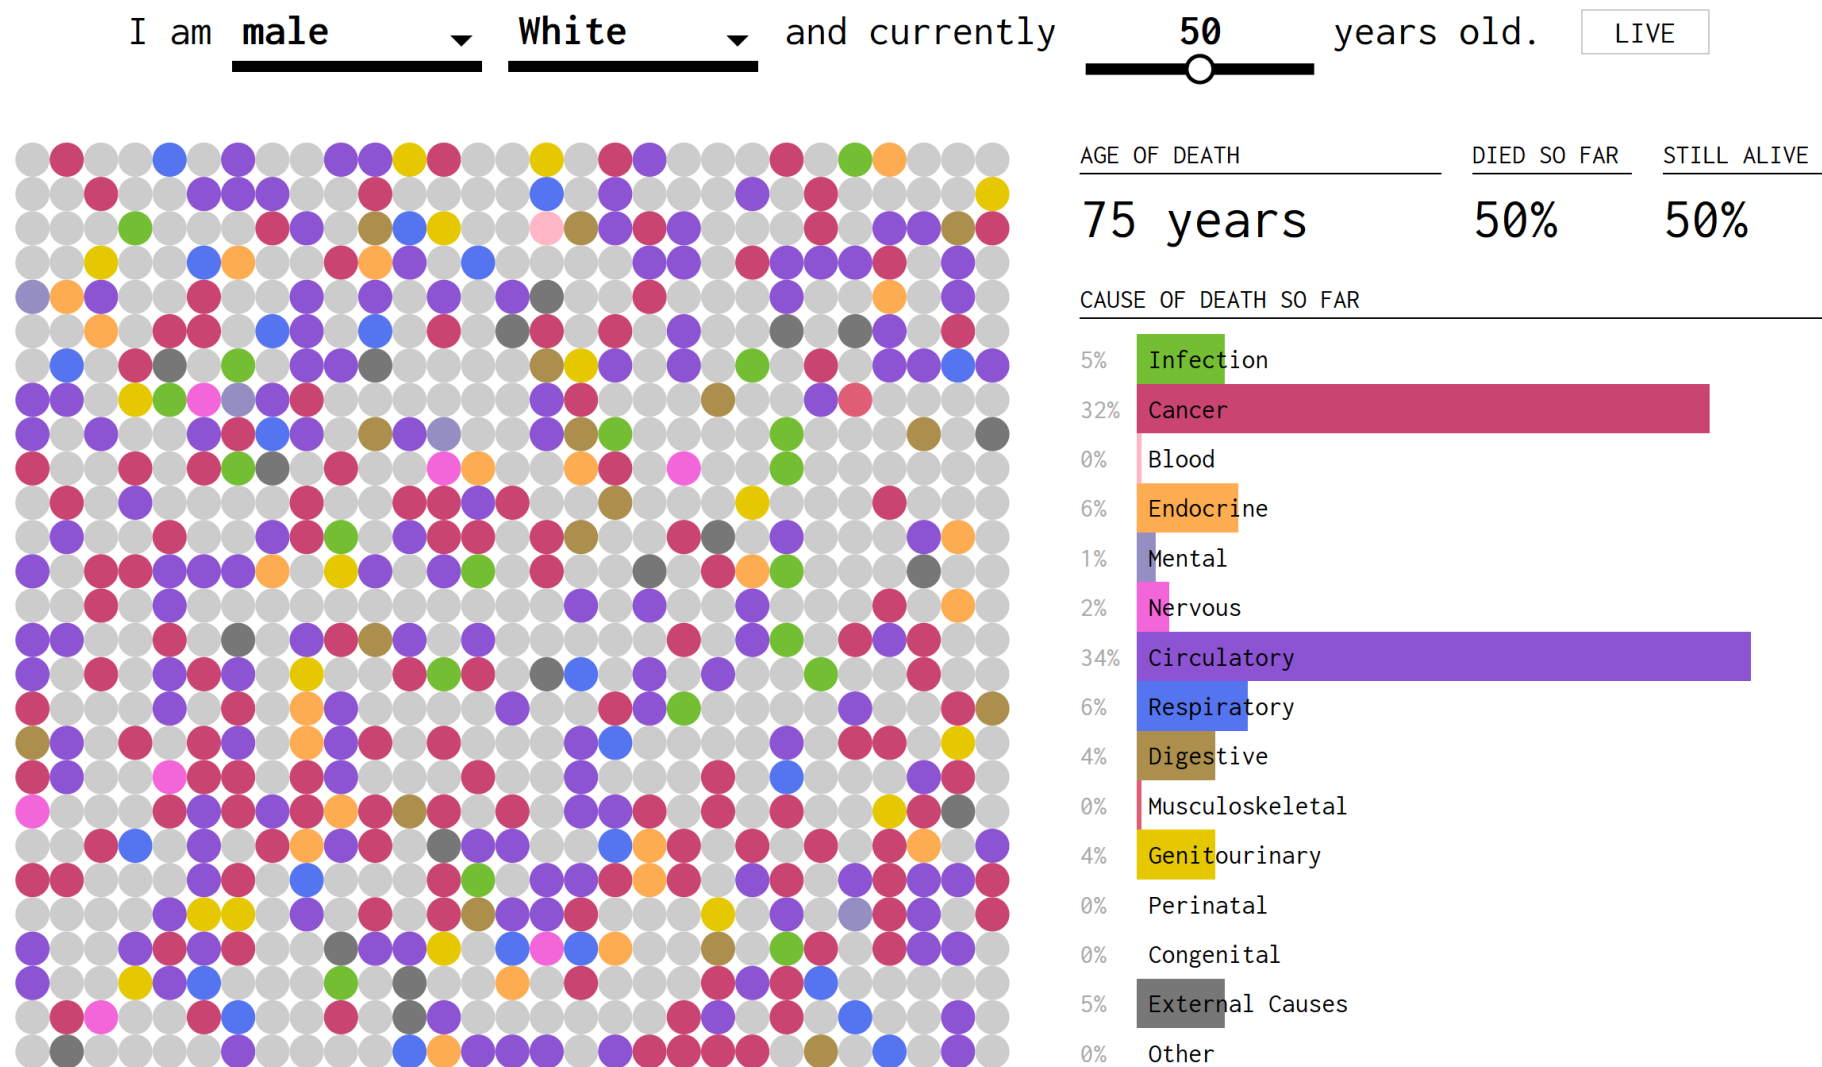 I am male White and currently 50 years old. LIVE
AGE OF DEATH DIED SO FAR STILL ALIVE
75 years 50% 50%
CAUSE OF DEATH SO FAR
5% Infection
32% Cancer
0% Blood
6% Endocrine
1% Mental
2% Nervous
34% Circulatory
6% Respiratory
4% Digestive
0% Musculoskeletal
4% Genitourinary
0% Perinatal
0% Congenital
5% External Causes
0% Other